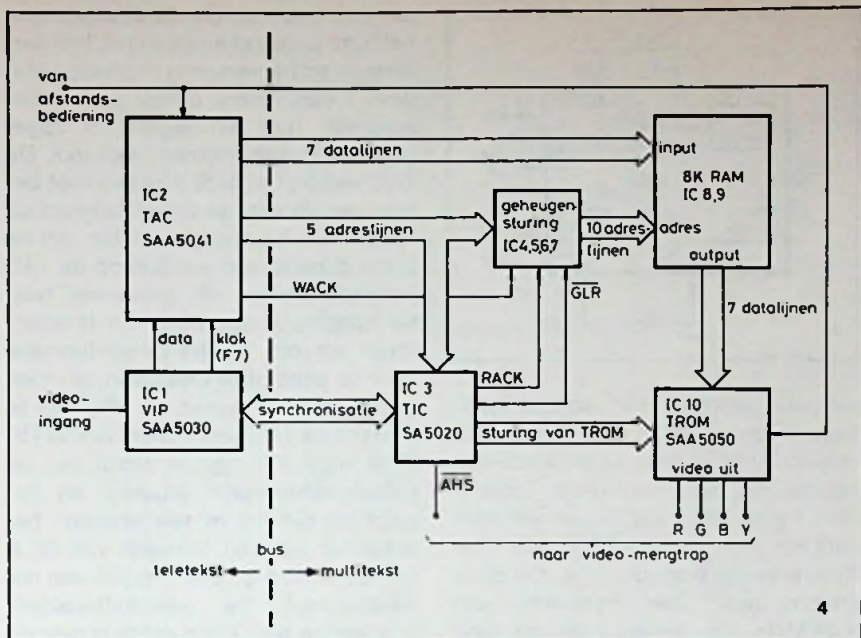 van
afstands-
bediening
IC2
TAC
SAA5041
7 datalijnen
input
8K RAM
IC 8,9
adres
output
5 adreslijnen
geheugen-
sturing
IC4,5,6,7
10 adres-
lijnen
WACK
GLR
7 datalijnen
data
klok
(F7)
RACK
video-
ingang
IC1
VIP
SAA5030
synchronisatie
IC 3
TIC
SA5020
sturing van TROM
IC 10
TROM
SAA5050
video uit
AHS
R G B Y
bus
teletekst
multitekst
naar video-mengtrap
4